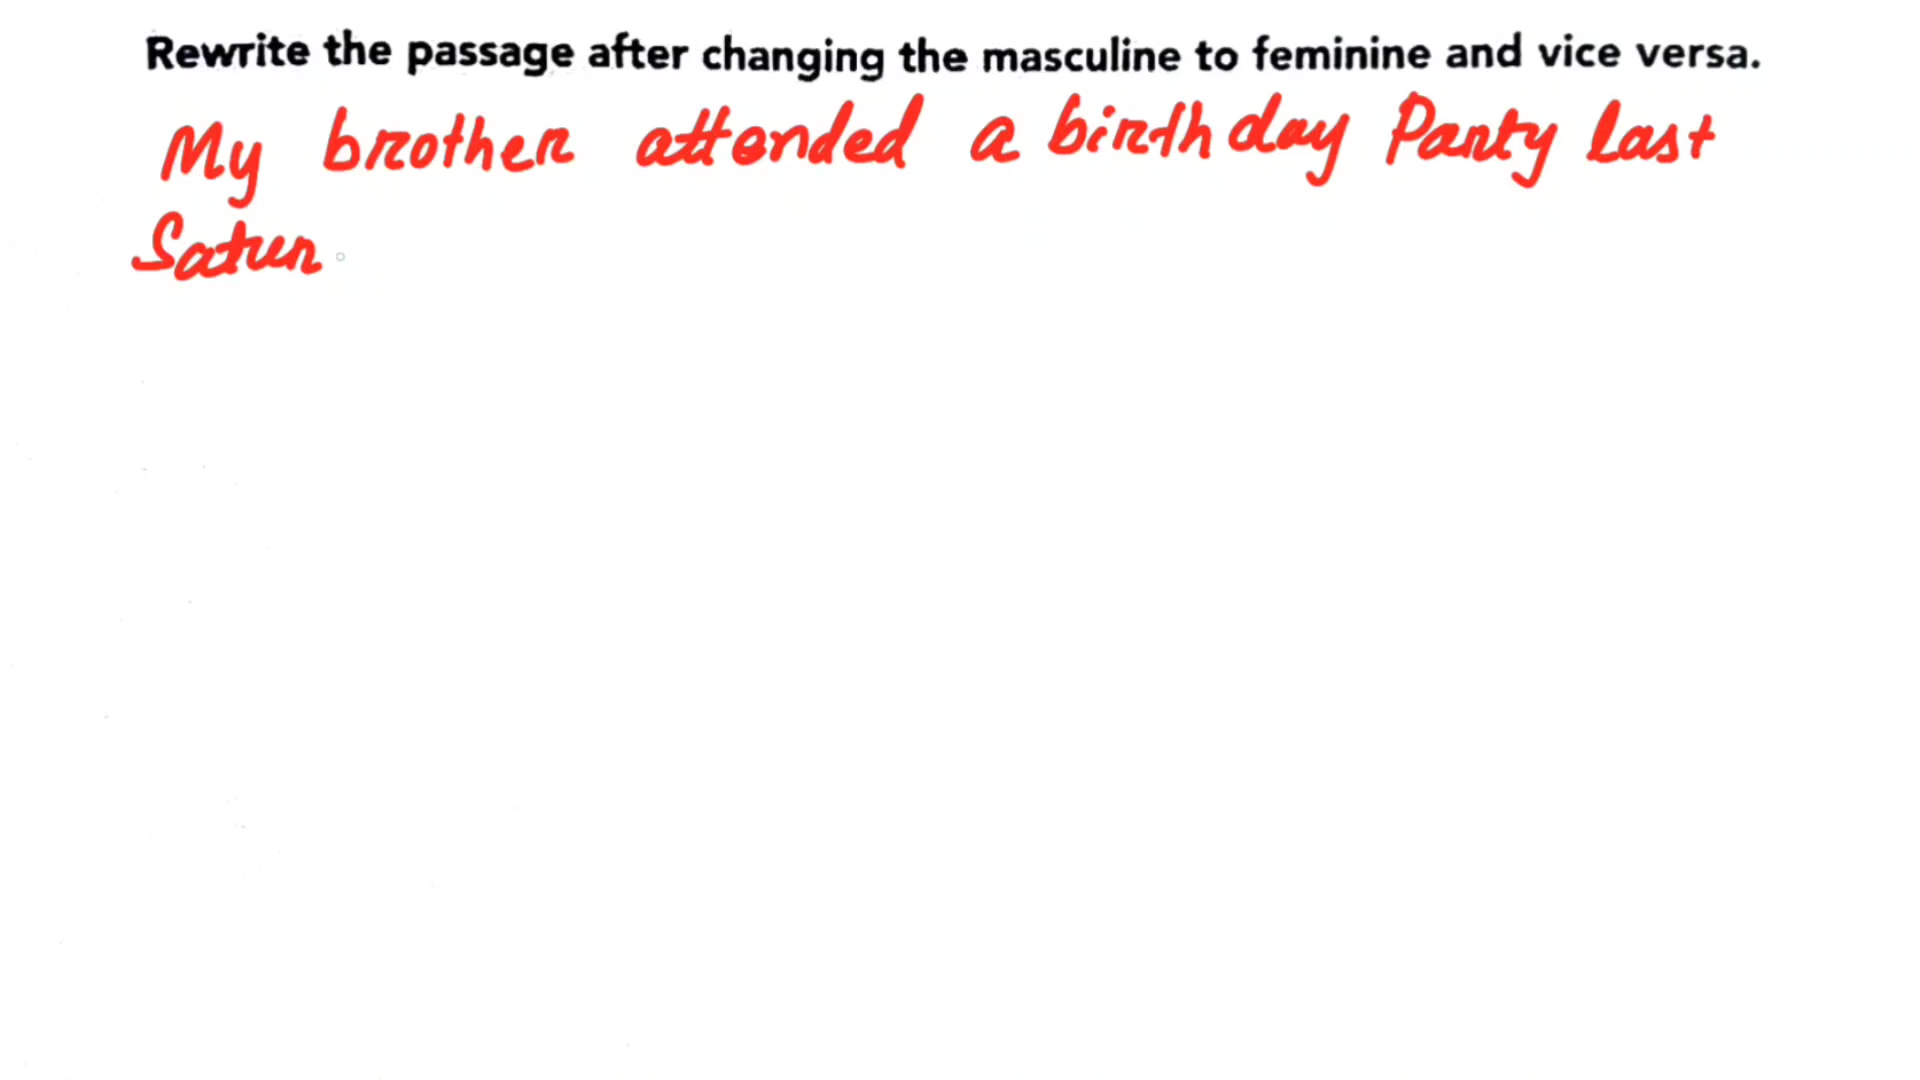 Rewrite the passage after changing the masculine to feminine and vice versa.
My brother attended a birthday Party last
Satur